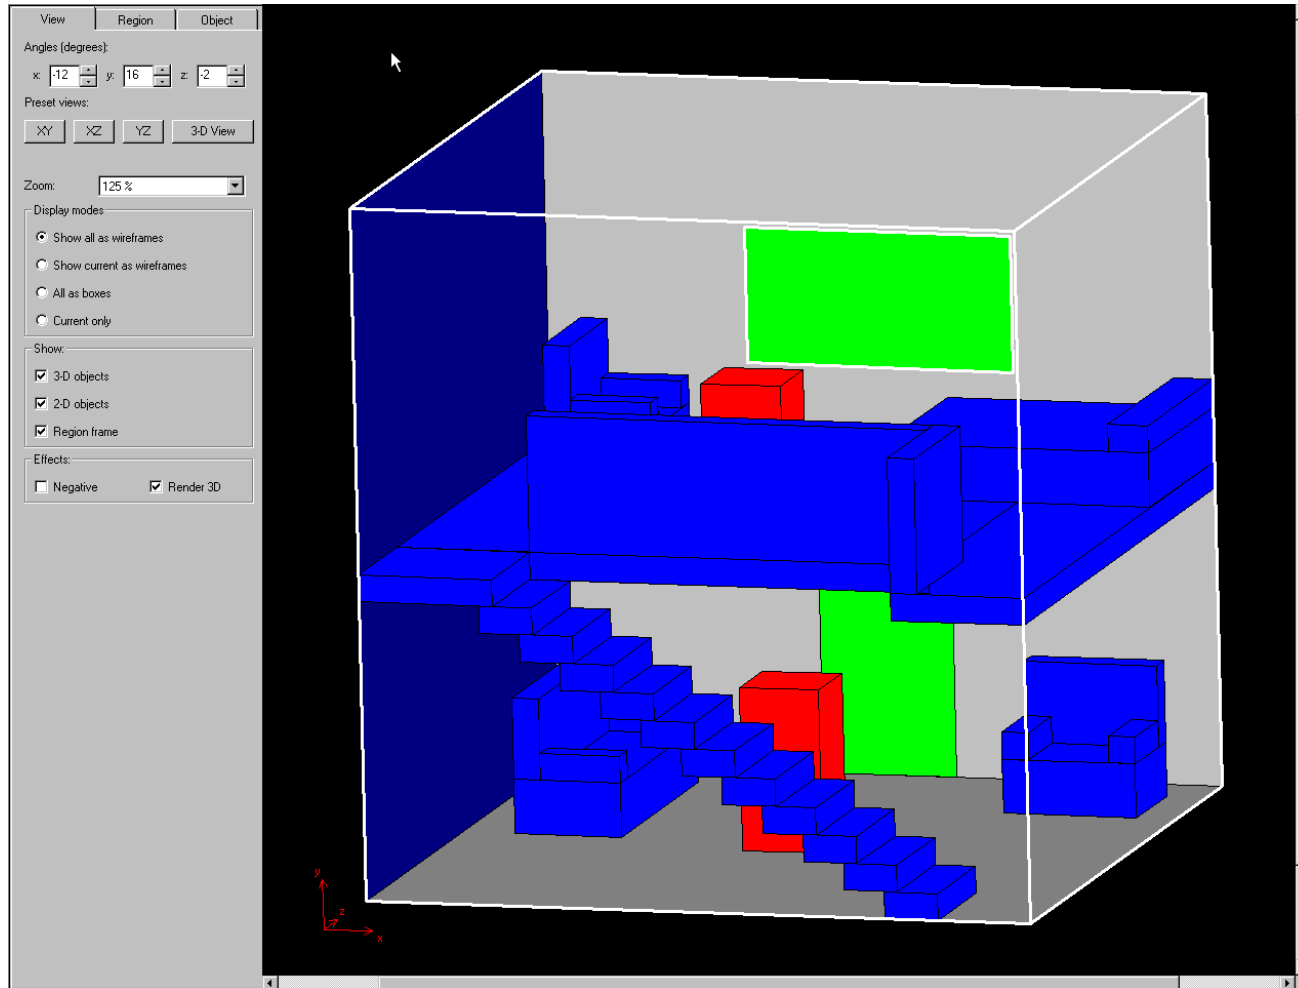 View Region Object
Angles (degrees):
x: -12 y: 16 z: -2
Preset views:
XY XZ YZ 3-D View
Zoom: 125 %
Display modes
Show all as wireframes
Show current as wireframes
All as boxes
Current only
Show:
3-D objects
2-D objects
Region frame
Effects:
Negative Render 3D
y
z
x